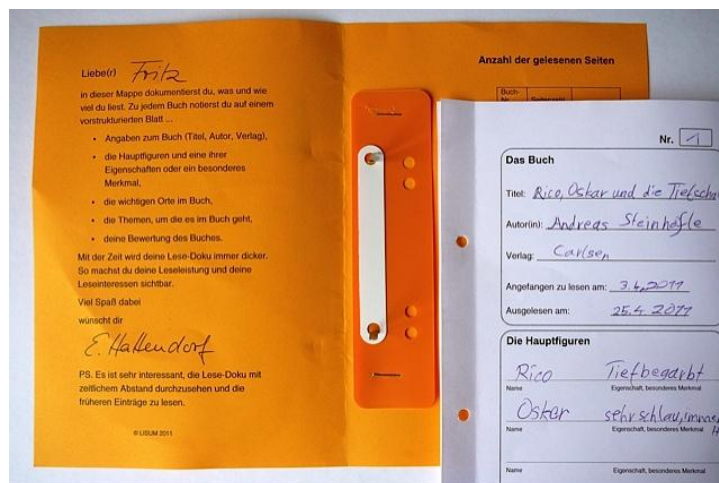 Liebe(r) Fritz
in dieser Mappe dokumentierst du, was und wie
viel du liest. Zu jedem Buch notierst du auf einem
vorstrukturierten Blatt ...
• Angaben zum Buch (Titel, Autor, Verlag),
• die Hauptfiguren und eine ihrer
Eigenschaften oder ein besonderes
Merkmal,
• die wichtigen Orte im Buch,
• die Themen, um die es im Buch geht,
• deine Bewertung des Buches.
Mit der Zeit wird deine Lese-Doku immer dicker.
So machst du deine Leseleistung und deine
Leseinteressen sichtbar.
Viel Spaß dabei
wünscht dir
E. Hattendorf
PS. Es ist sehr interessant, die Lese-Doku mit
zeitlichem Abstand durchzusehen und die
früheren Einträge zu lesen.
© LISUM 2011
Anzahl der gelesenen Seiten
Buch-
Nr.
Nr. 1
Das Buch
Titel: Rico, Oskar und die Tiefscha
Autor(in): Andreas Steinhöfle
Verlag: Carlsen
Angefangen zu lesen am: 3.4.2011
Ausgelesen am: 25.4.2011
Die Hauptfiguren
Rico Tiefbegabt
Name Eigenschaft, besonderes Merkmal
Oskar sehr schlau, immer
Name Eigenschaft, besonderes Merkmal
Name Eigenschaft, besonderes Merkmal